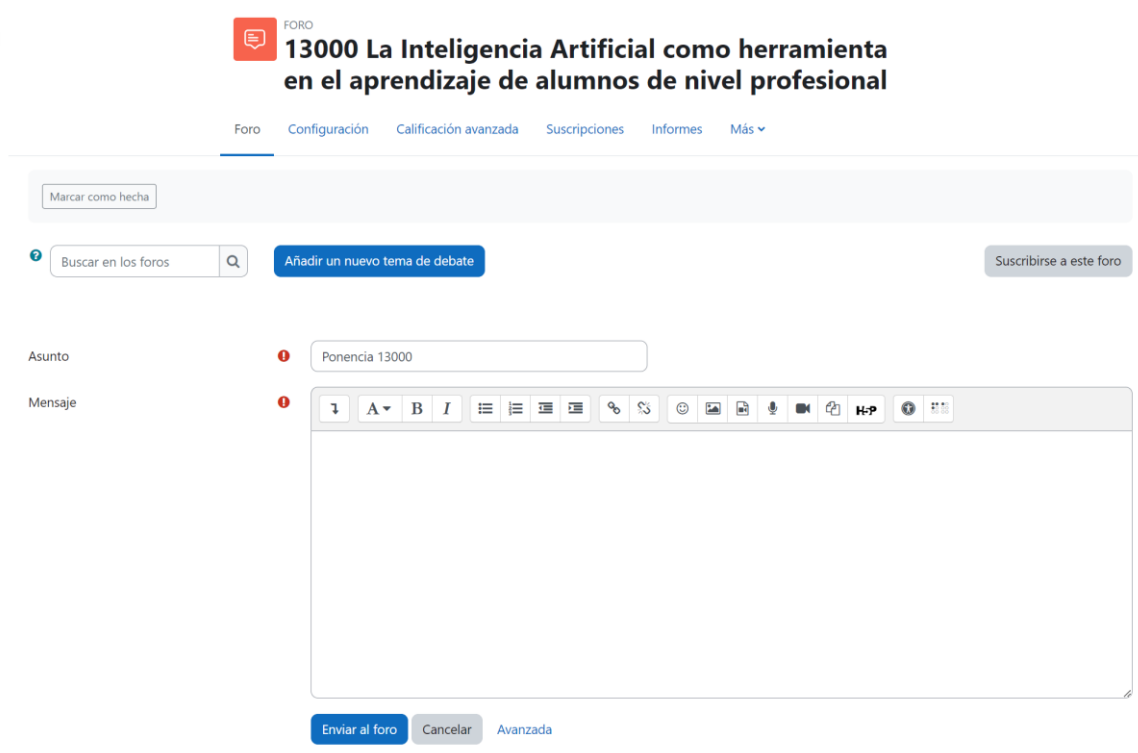 FORO
13000 La Inteligencia Artificial como herramienta
en el aprendizaje de alumnos de nivel profesional
Foro Configuración Calificación avanzada Suscripciones Informes Más
Marcar como hecha
Buscar en los foros Añadir un nuevo tema de debate Suscribirse a este foro
Asunto Ponencia 13000
Mensaje A B I H5P
Enviar al foro Cancelar Avanzada